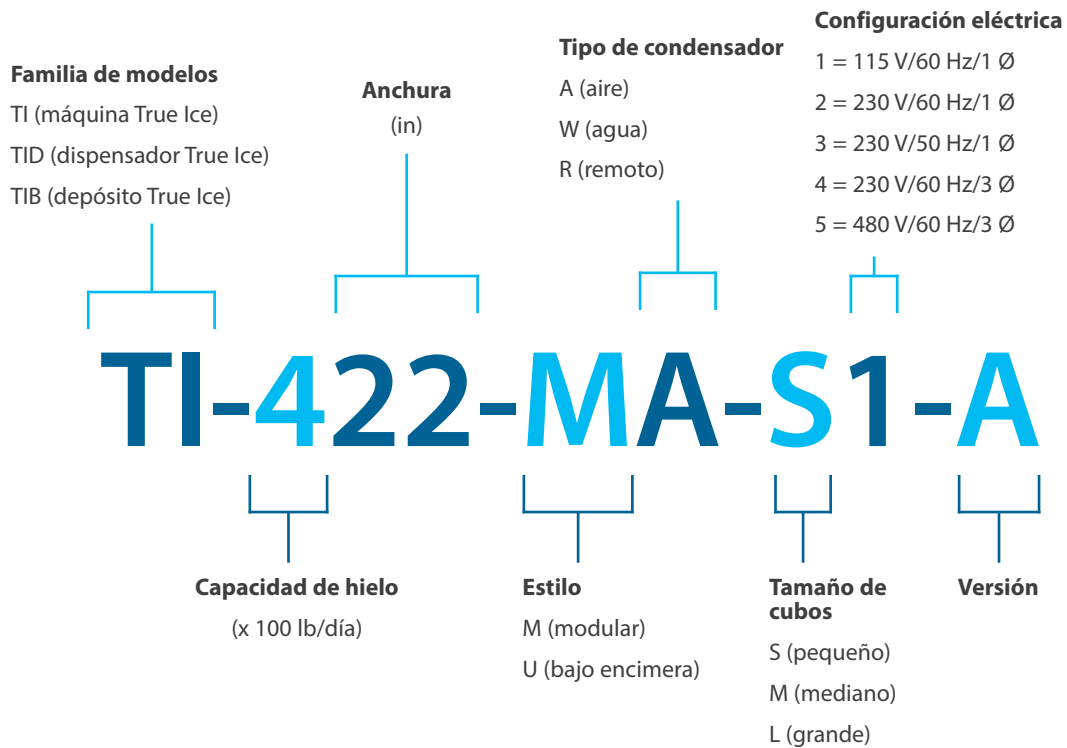 Familia de modelos
TI (máquina True Ice)
TID (dispensador True Ice)
TIB (depósito True Ice)
Anchura
(in)
Tipo de condensador
A (aire)
W (agua)
R (remoto)
Configuración eléctrica
1 = 115 V/60 Hz/1 Ø
2 = 230 V/60 Hz/1 Ø
3 = 230 V/50 Hz/1 Ø
4 = 230 V/60 Hz/3 Ø
5 = 480 V/60 Hz/3 Ø
TI-422-MA-S1-A
Capacidad de hielo
(x 100 lb/día)
Estilo
M (modular)
U (bajo encimera)
Tamaño de
cubos
S (pequeño)
M (mediano)
L (grande)
Versión